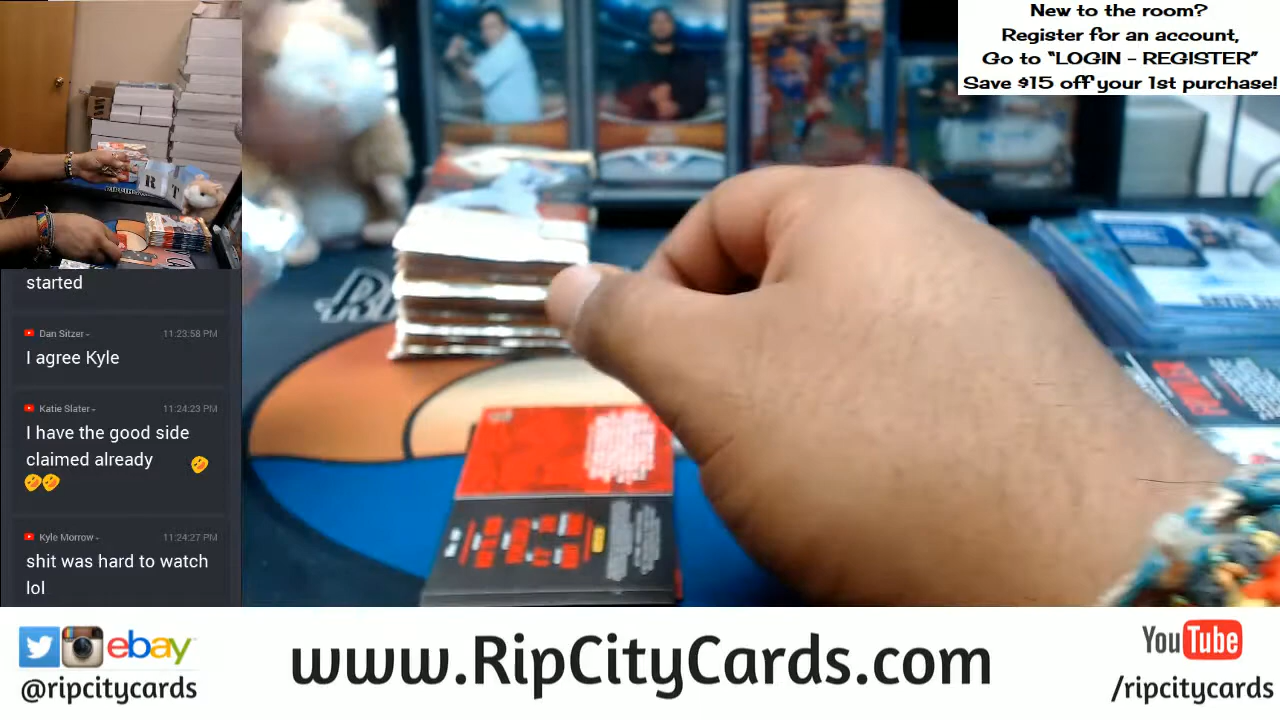 New to the room?
Register for an account,
Go to "LOGIN - REGISTER"
Save $15 off your 1st purchase!
started
Dan Sitzer- 11:23:58 PM
I agree Kyle
Katie Slater- 11:24:23 PM
I have the good side
claimed already
Kyle Morrow- 11:24:27 PM
shit was hard to watch
lol
ebay
@ripcitycards
www.RipCityCards.com
YouTube
/ripcitycards